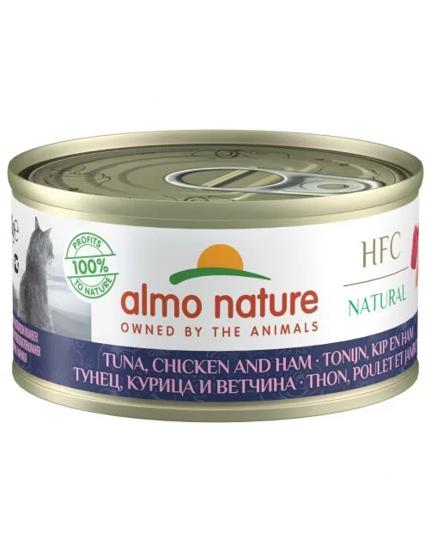 PROFITS
100%
TO NATURE
HFC
NATURAL
almo nature
OWNED BY THE ANIMALS
TUNA, CHICKEN AND HAM · TONIJN, KIP EN HAM
ТУНЕЦ, КУРИЦА И ВЕТЧИНА · THON, POULET ET JAMB